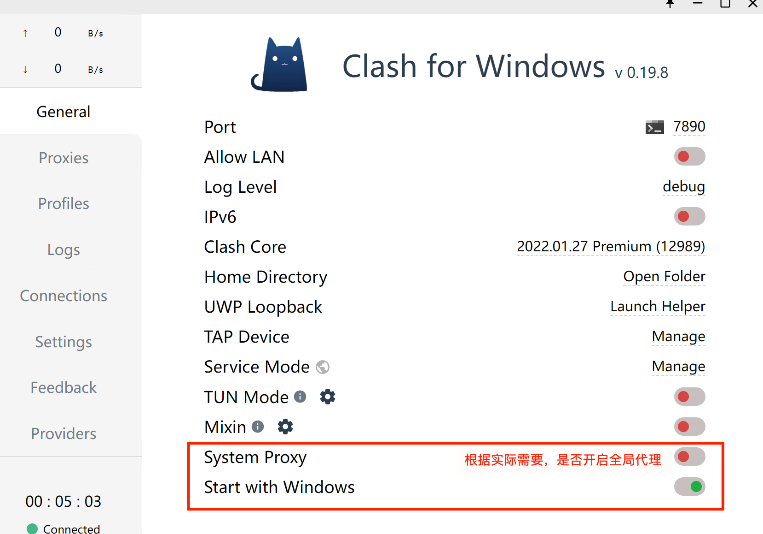 ↑ 0 B/s
↓ 0 B/s
General
Proxies
Profiles
Logs
Connections
Settings
Feedback
Providers
00 : 05 : 03
Connected
Clash for Windows v 0.19.8
Port 7890
Allow LAN
Log Level debug
IPv6
Clash Core 2022.01.27 Premium (12989)
Home Directory Open Folder
UWP Loopback Launch Helper
TAP Device Manage
Service Mode Manage
TUN Mode
Mixin
System Proxy 根据实际需要，是否开启全局代理
Start with Windows